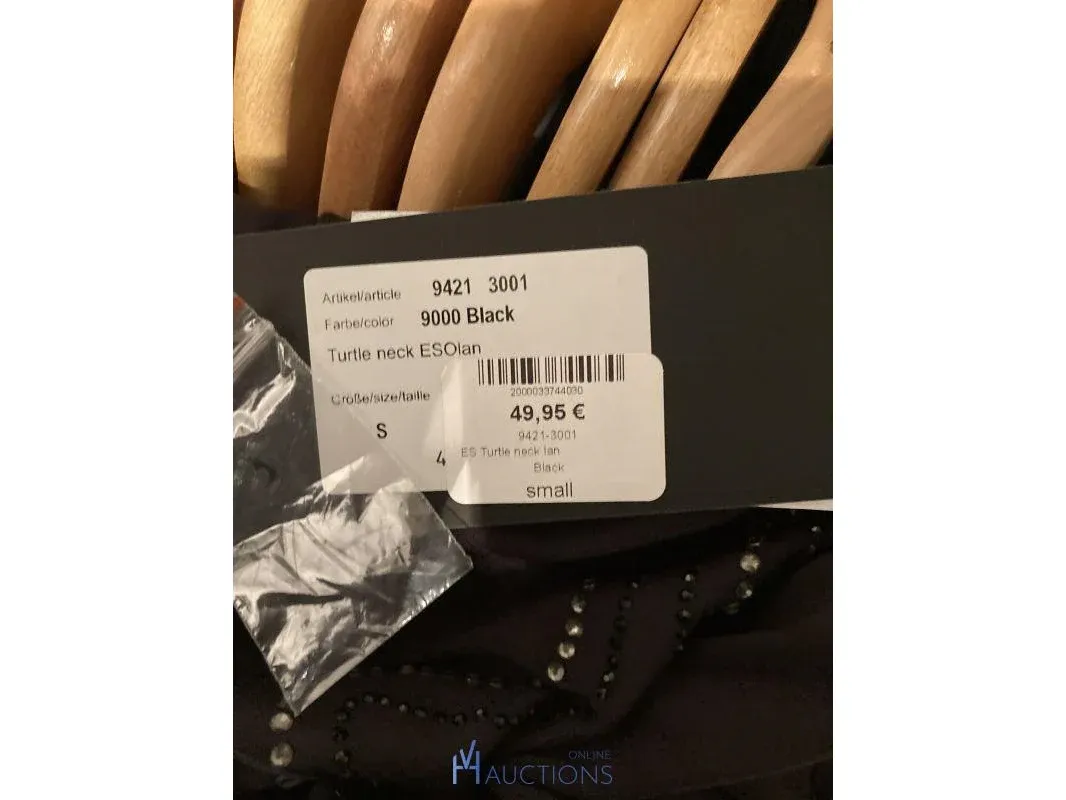 Artikel/article 9421 3001
Farbe/color 9000 Black
Turtle neck ESOlan
Größe/size/taille
S
4
2000033744030
49,95 €
9421-3001
ES Turtle neck lan
Black
small
ONLINE
AUCTIONS